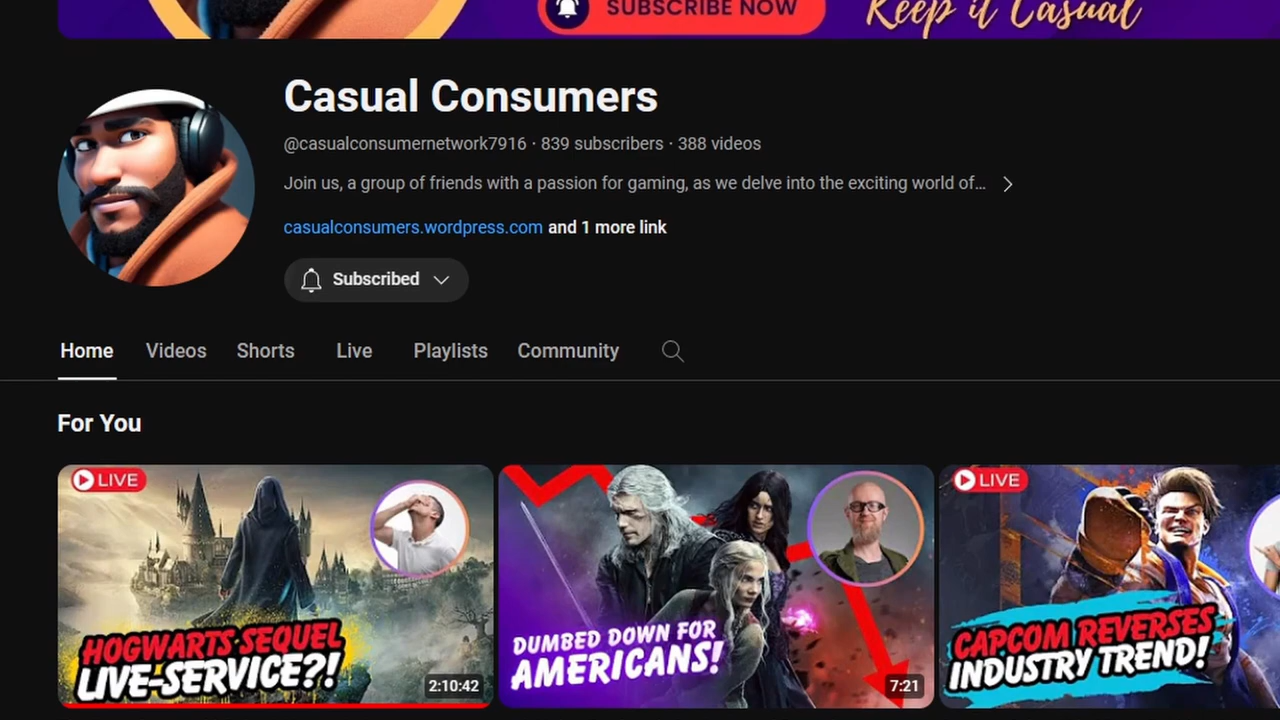 SUBSCRIBE NOW
Keep it Casual
Casual Consumers
@casualconsumernetwork7916 · 839 subscribers · 388 videos
Join us, a group of friends with a passion for gaming, as we delve into the exciting world of...
casualconsumers.wordpress.com and 1 more link
Subscribed
Home Videos Shorts Live Playlists Community
For You
LIVE
HOGWARTS SEQUEL
LIVE-SERVICE?!
2:10:42
DUMBED DOWN FOR
AMERICANS!
7:21
LIVE
CAPCOM REVERSES
INDUSTRY TREND!